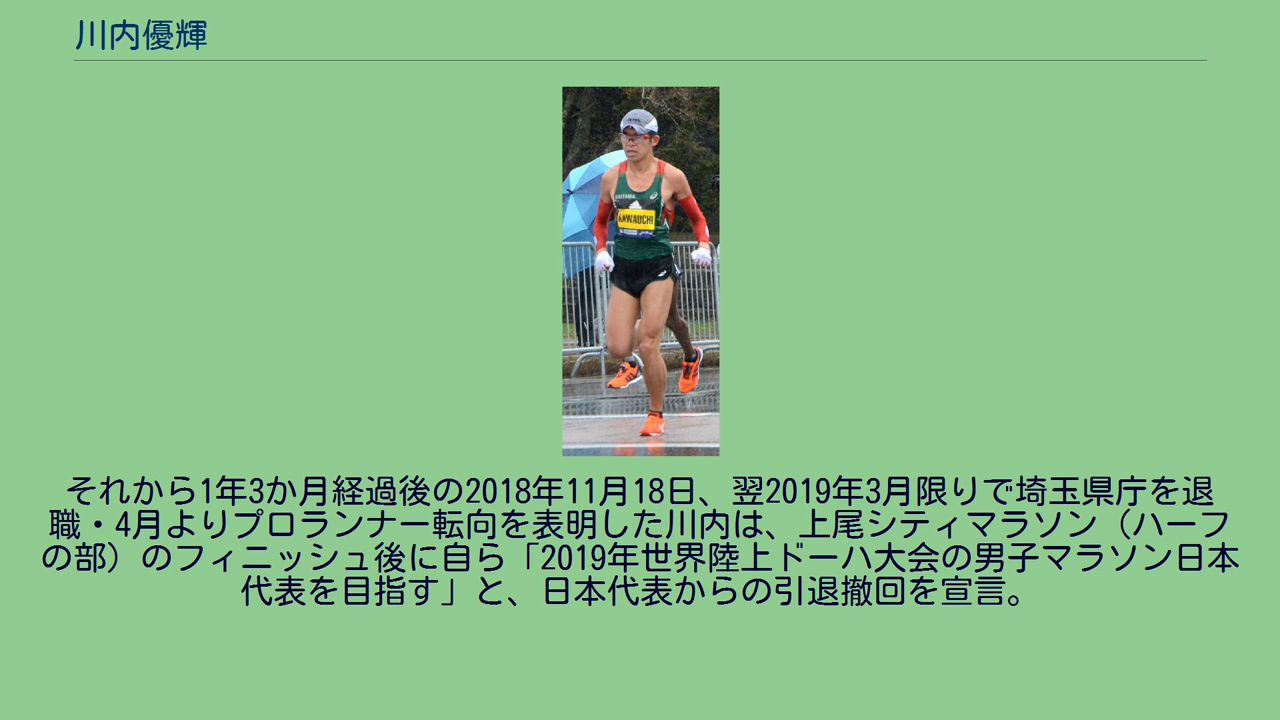 川内優輝
SAITAMA
KAWAUCHI
それから1年3か月経過後の2018年11月18日、翌2019年3月限りで埼玉県庁を退
職・4月よりプロランナー転向を表明した川内は、上尾シティマラソン（ハーフ
の部）のフィニッシュ後に自ら「2019年世界陸上ドーハ大会の男子マラソン日本
代表を目指す」と、日本代表からの引退撤回を宣言。